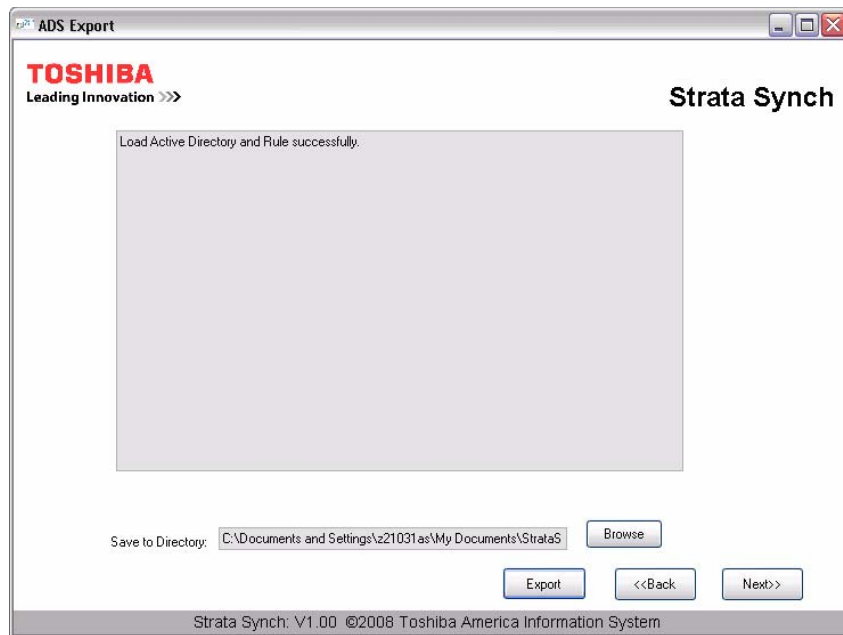 ADS Export
TOSHIBA
Leading Innovation >>>
Strata Synch
Load Active Directory and Rule successfully.
Save to Directory: C:\Documents and Settings\z21031as\My Documents\StrataS Browse
Export <<Back Next>>
Strata Synch: V1.00 ©2008 Toshiba America Information System